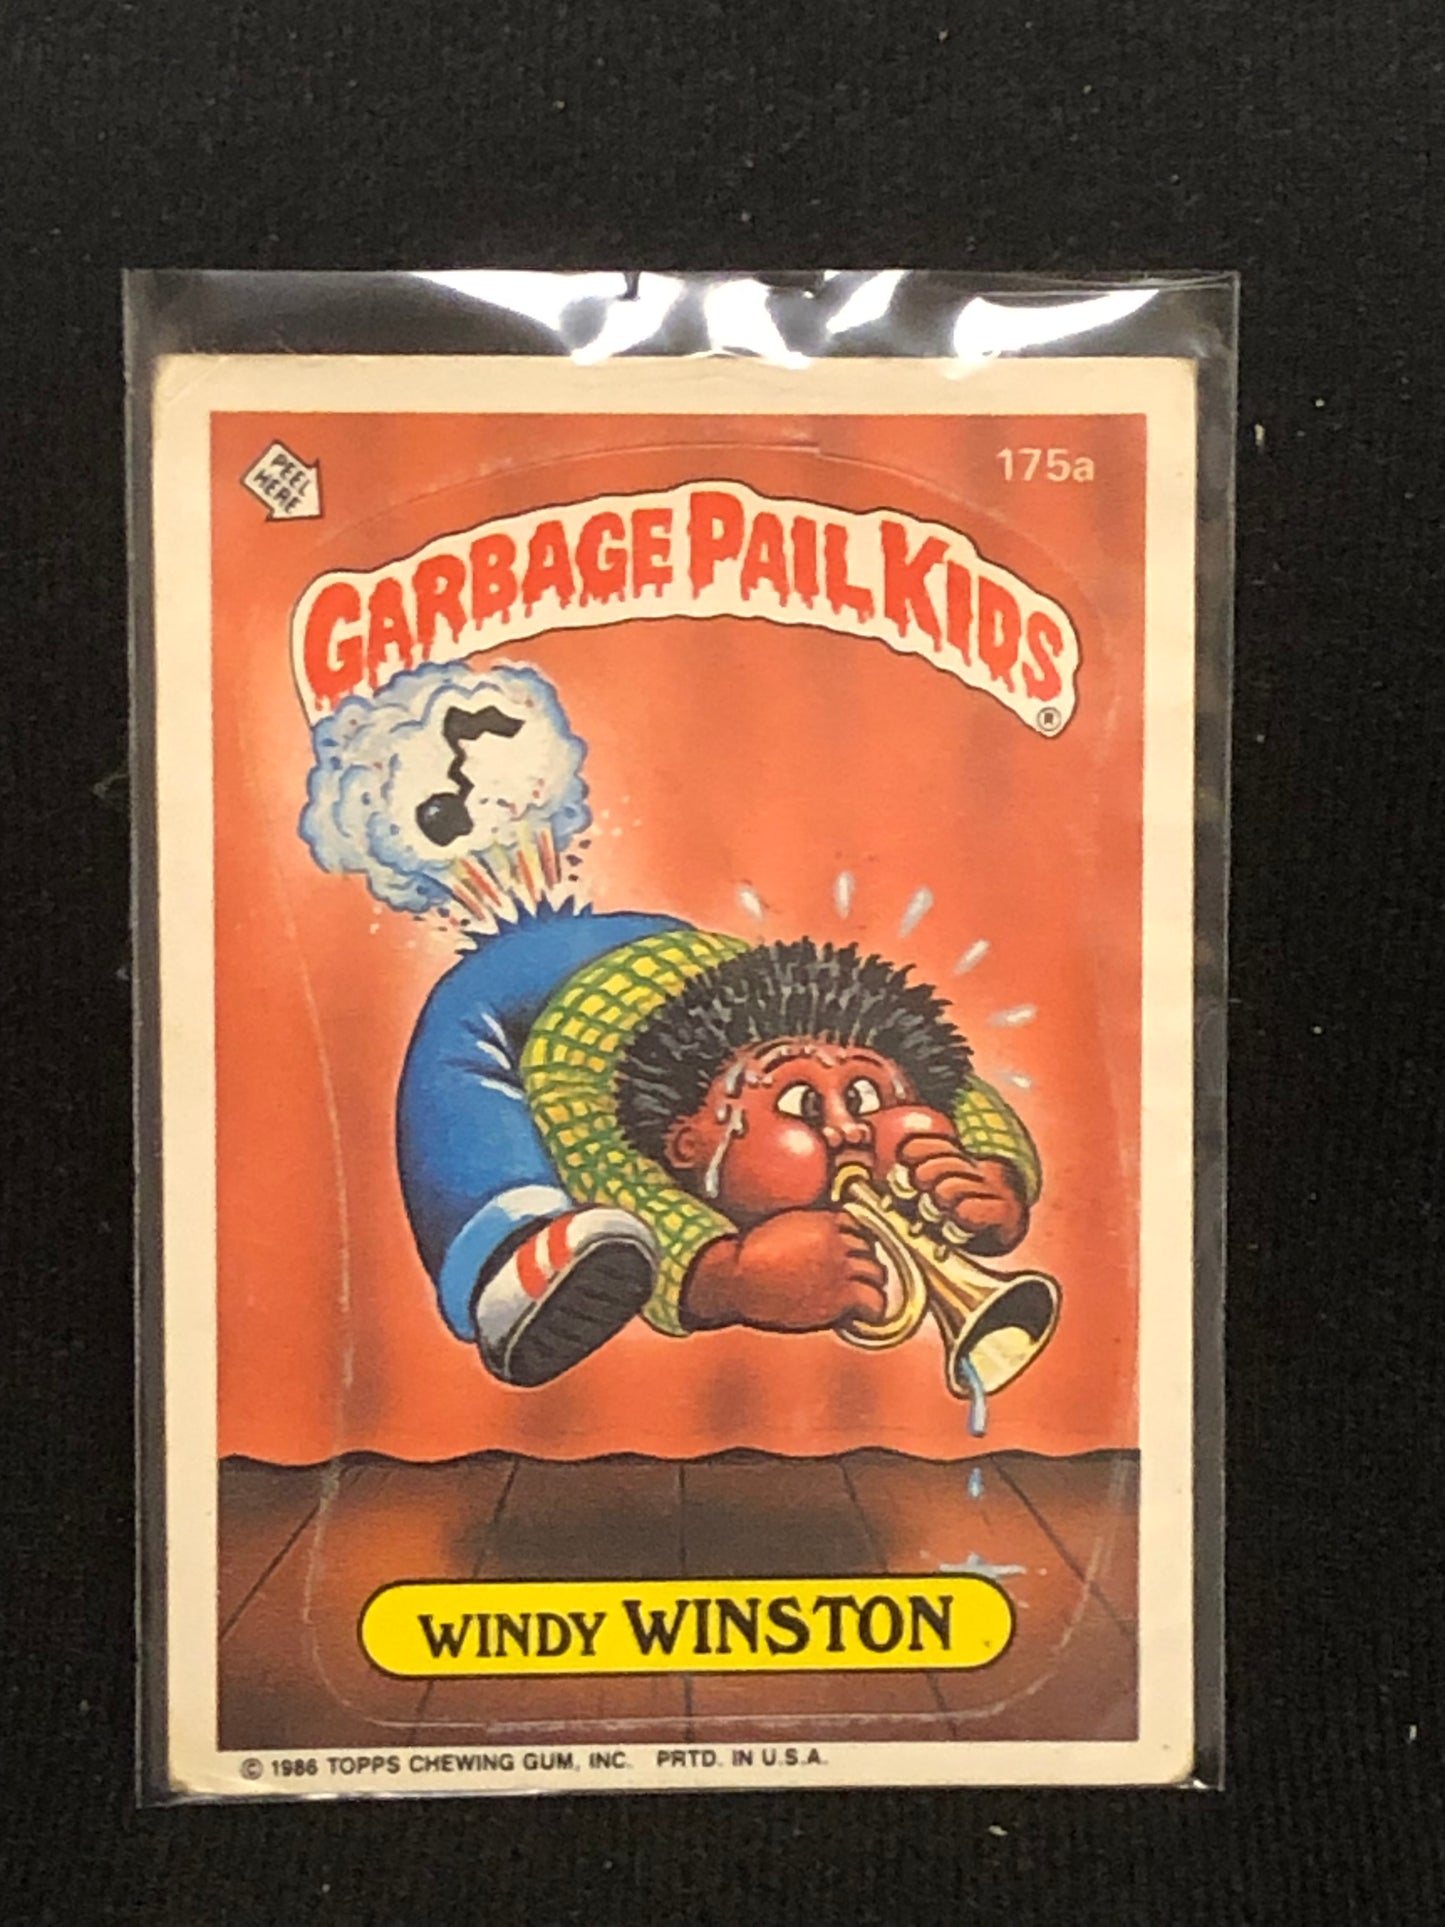 PEEL
HERE
175a
GARBAGE PAIL KIDS
®
WINDY WINSTON
© 1986 TOPPS CHEWING GUM, INC. PRTD. IN U.S.A.